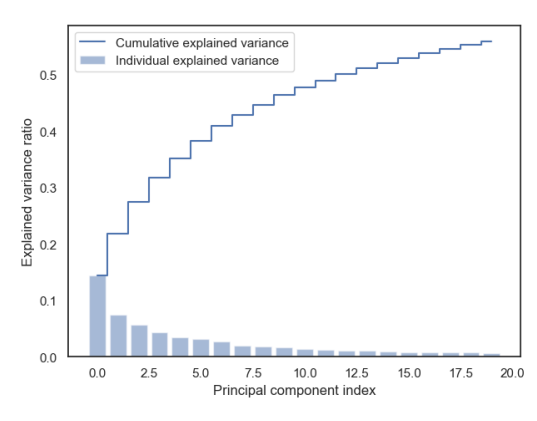 Cumulative explained variance
Individual explained variance
0.5
0.4
0.3
0.2
0.1
0.0
Explained variance ratio
0.0 2.5 5.0 7.5 10.0 12.5 15.0 17.5 20.0
Principal component index